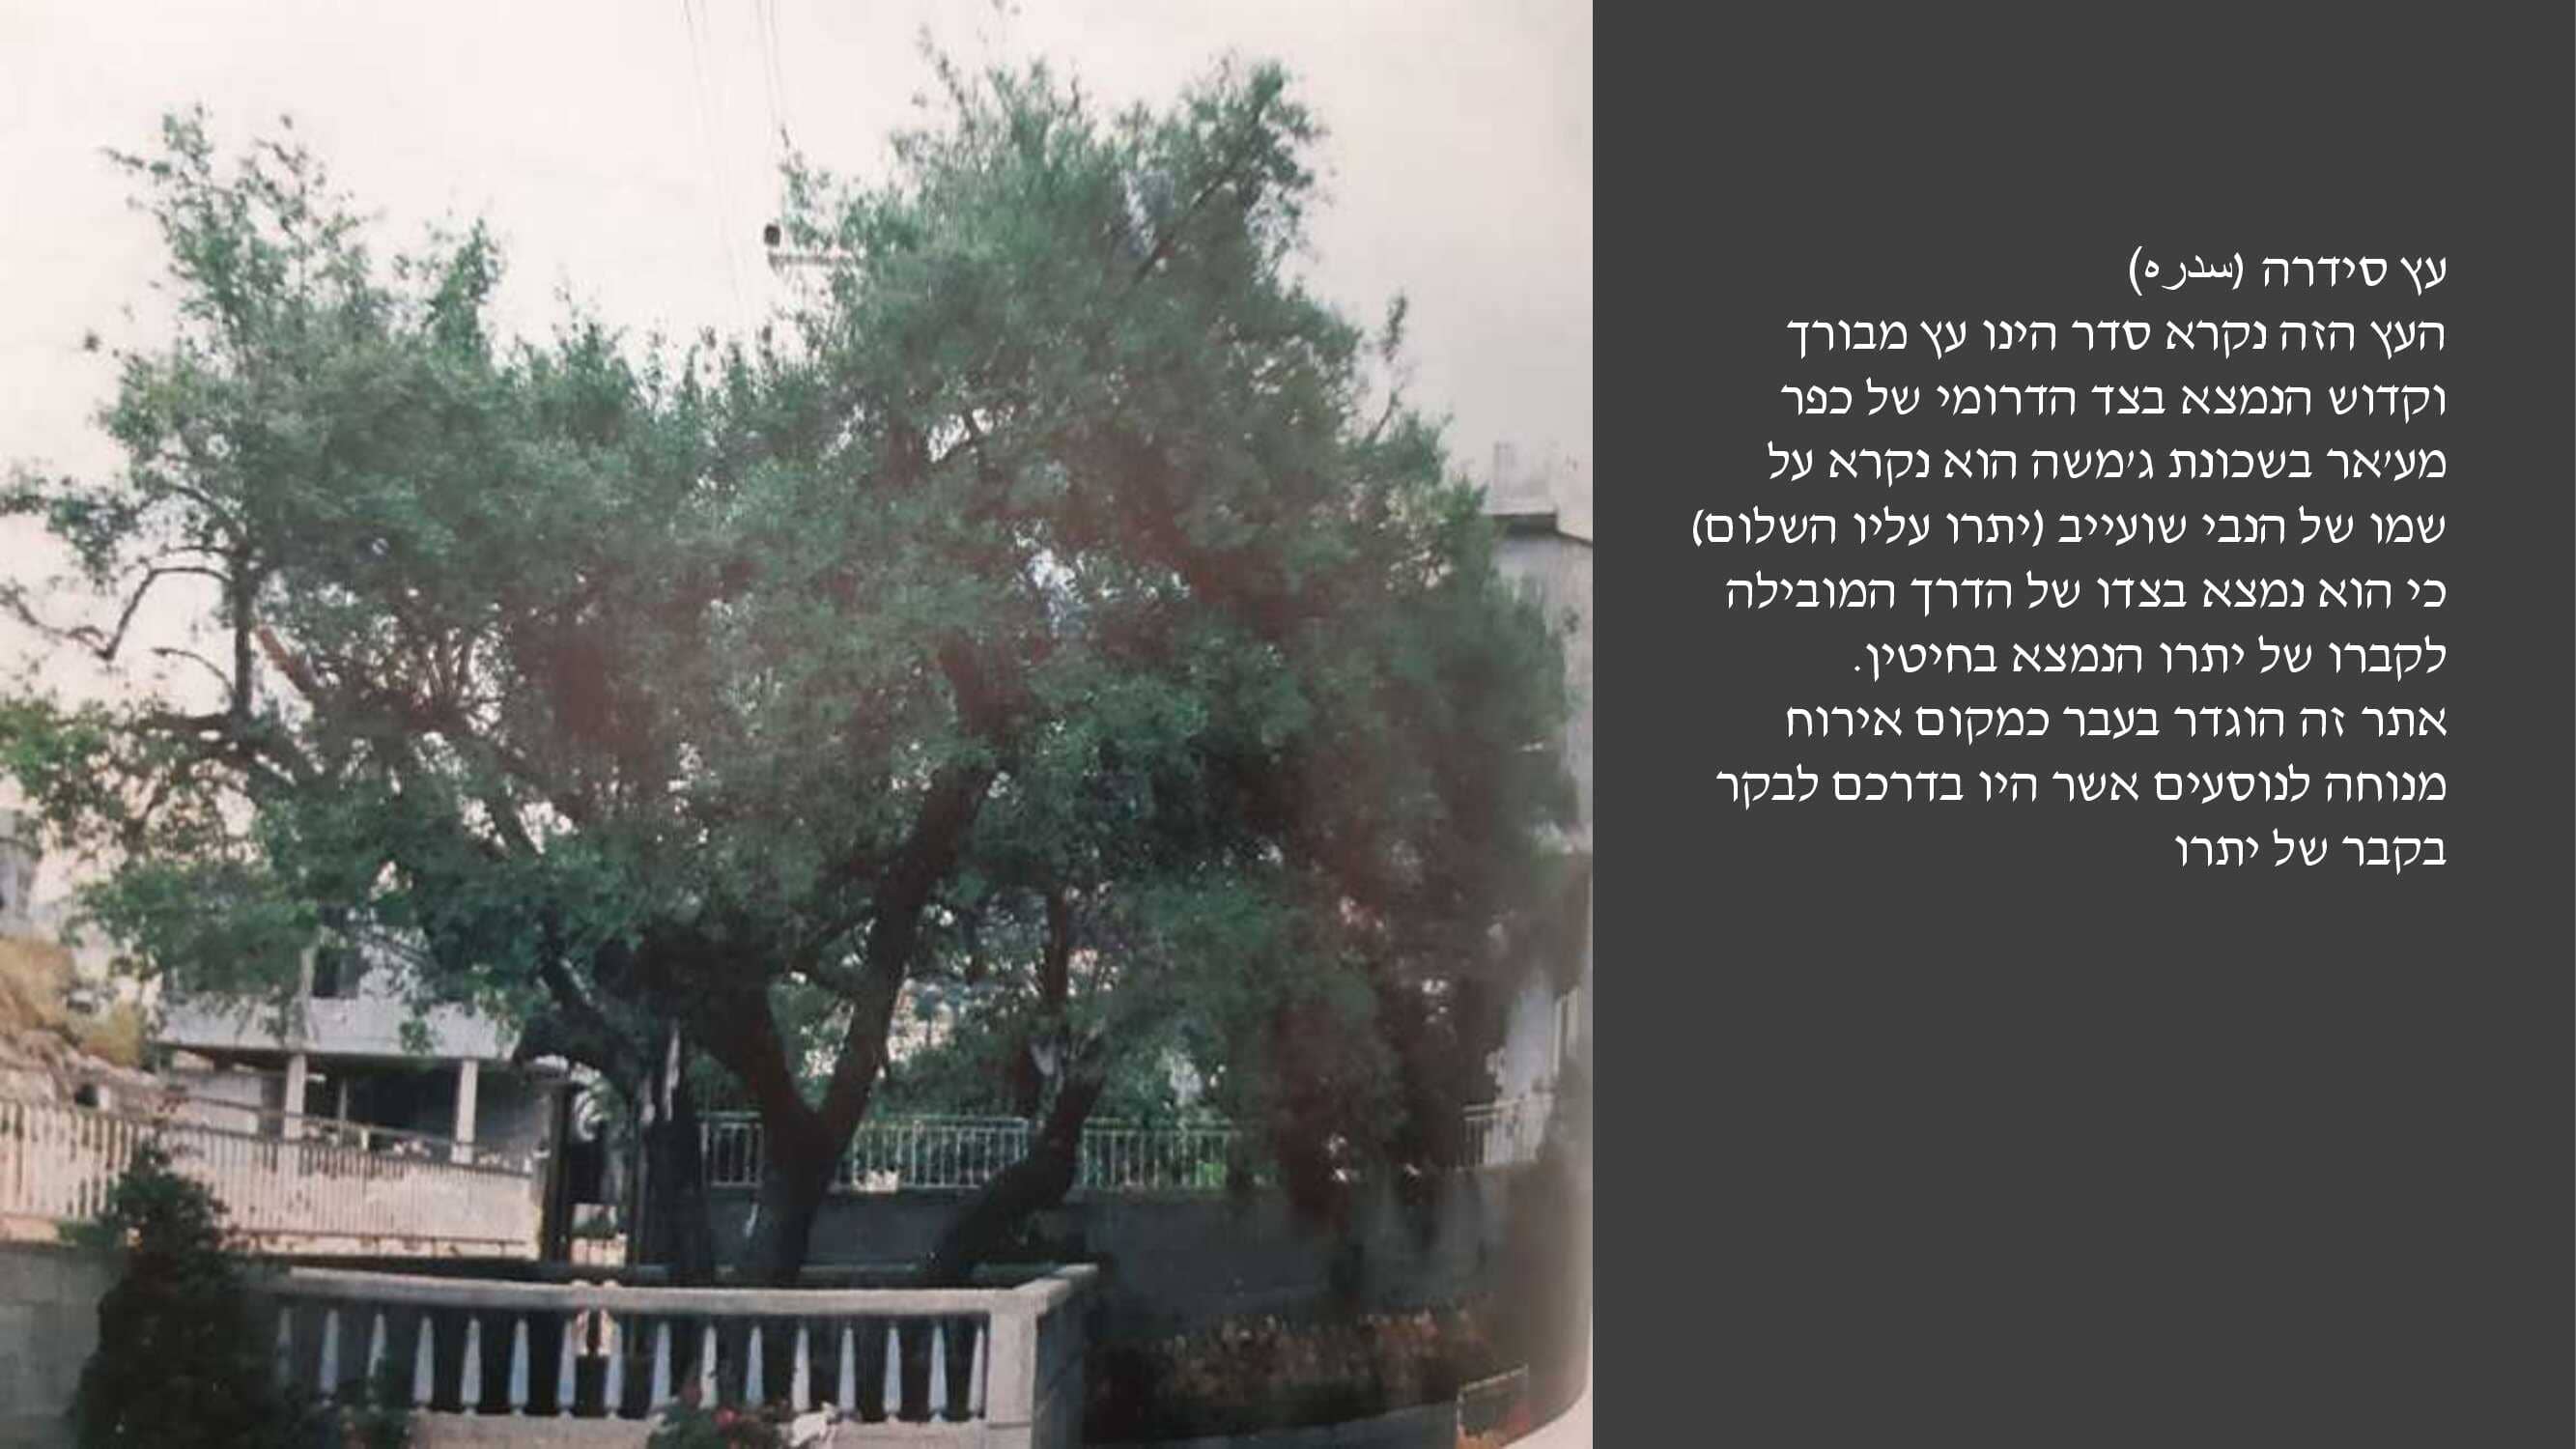 עץ סידרה (سدره)
העץ הזה נקרא סדר הינו עץ מבורך
וקדוש הנמצא בצד הדרומי של כפר
מע׳אר בשכונת ג׳משה הוא נקרא על
שמו של הנבי שועייב (יתרו עליו השלום)
כי הוא נמצא בצדו של הדרך המובילה
לקברו של יתרו הנמצא בחיטין.
אתר זה הוגדר בעבר כמקום אירוח
מנוחה לנוסעים אשר היו בדרכם לבקר
בקבר של יתרו